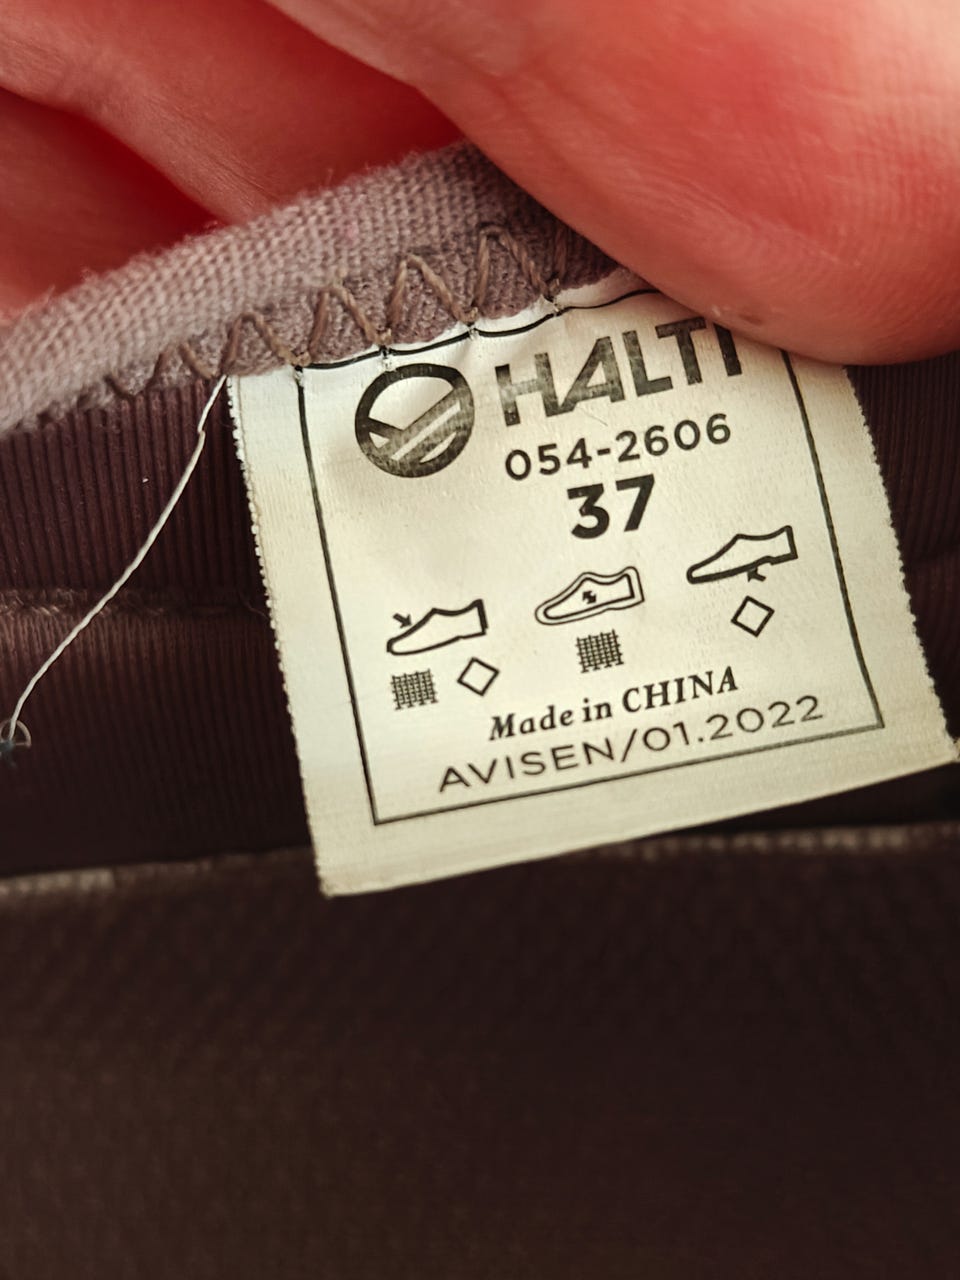 HALTI
054-2606
37
Made in CHINA
AVISEN/01.2022